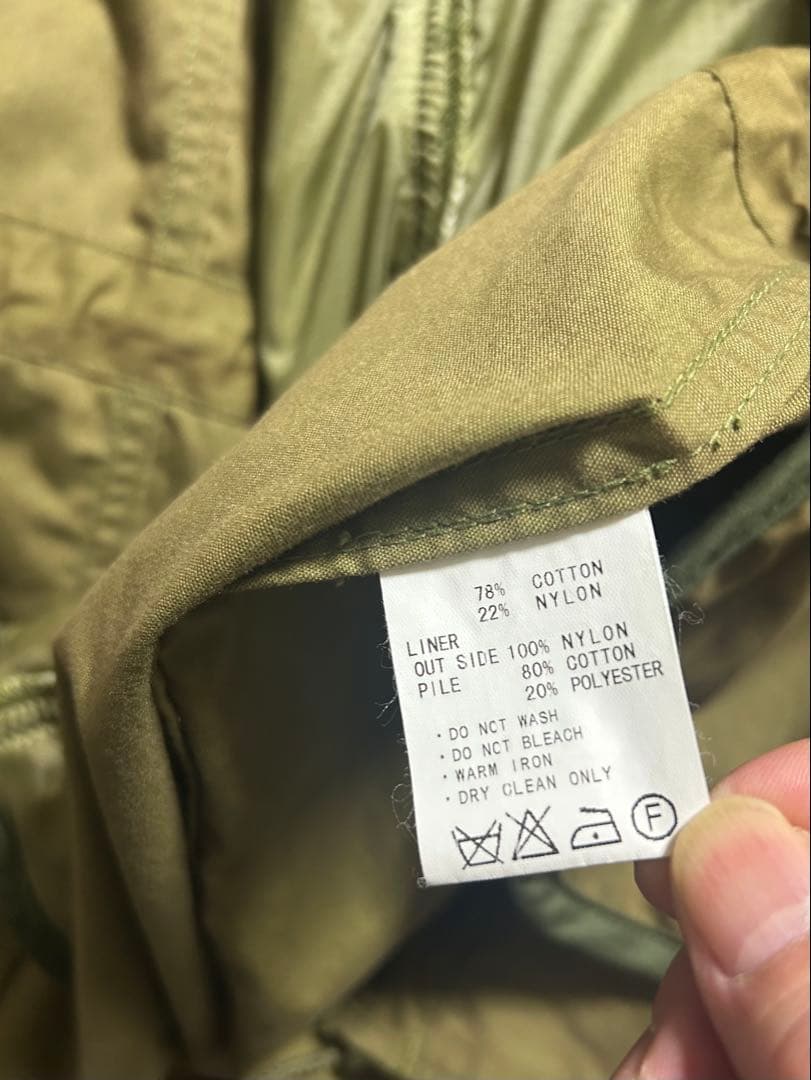 78% COTTON
22% NYLON
LINER
OUT SIDE 100% NYLON
PILE 80% COTTON
20% POLYESTER
· DO NCT WASH
· DO NCT BLEACH
· WARM IRON
· DRY CLEAN ONLY
F